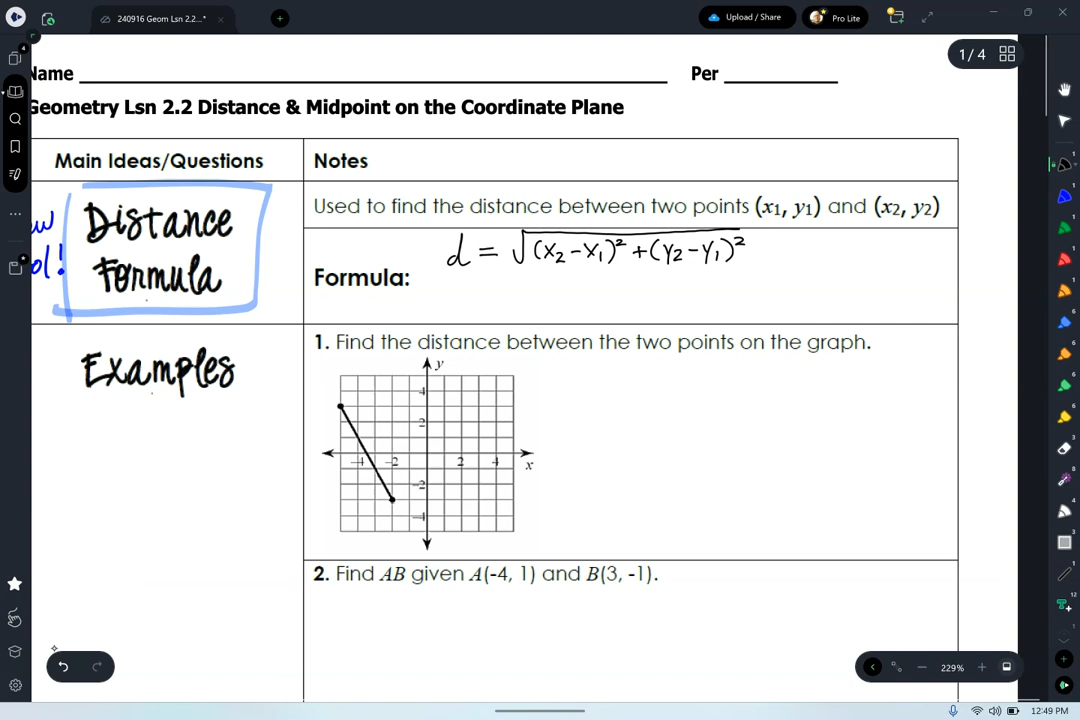 240916 Geom Lsn 2.2...*
Upload / Share
Pro Lite
1 / 4
Name
Per
Geometry Lsn 2.2 Distance & Midpoint on the Coordinate Plane
Main Ideas/Questions
Notes
Distance
Formula
Used to find the distance between two points (x₁, y₁) and (x₂, y₂)
Formula:
d = √(x₂-x₁)² + (y₂-y₁)²
Examples
1. Find the distance between the two points on the graph.
y
4
2
-4 -2 2 4
x
-2
-4
2. Find AB given A(-4, 1) and B(3, -1).
229%
12:49 PM